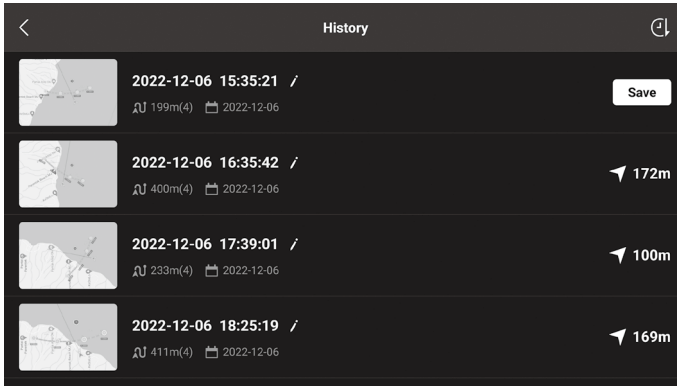 History
2022-12-06 15:35:21
199m(4) 2022-12-06
Save
2022-12-06 16:35:42
400m(4) 2022-12-06
172m
2022-12-06 17:39:01
233m(4) 2022-12-06
100m
2022-12-06 18:25:19
411m(4) 2022-12-06
169m